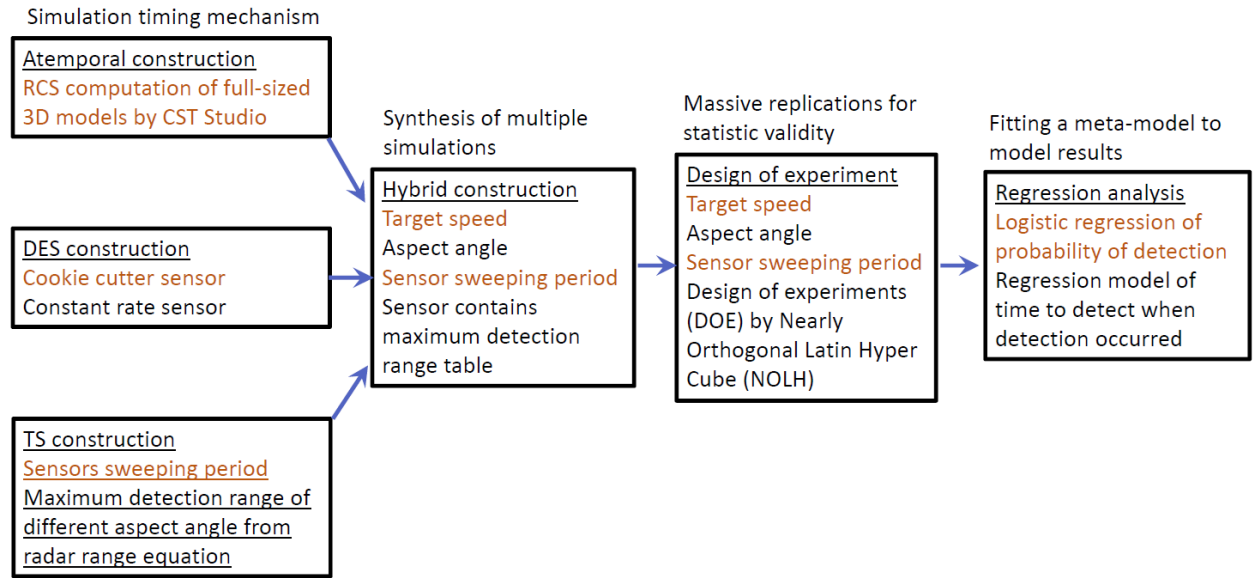 Simulation timing mechanism
Atemporal construction
RCS computation of full-sized
3D models by CST Studio
DES construction
Cookie cutter sensor
Constant rate sensor
TS construction
Sensors sweeping period
Maximum detection range of
different aspect angle from
radar range equation
Synthesis of multiple
simulations
Hybrid construction
Target speed
Aspect angle
Sensor sweeping period
Sensor contains
maximum detection
range table
Massive replications for
statistic validity
Design of experiment
Target speed
Aspect angle
Sensor sweeping period
Design of experiments
(DOE) by Nearly
Orthogonal Latin Hyper
Cube (NOLH)
Fitting a meta-model to
model results
Regression analysis
Logistic regression of
probability of detection
Regression model of
time to detect when
detection occurred